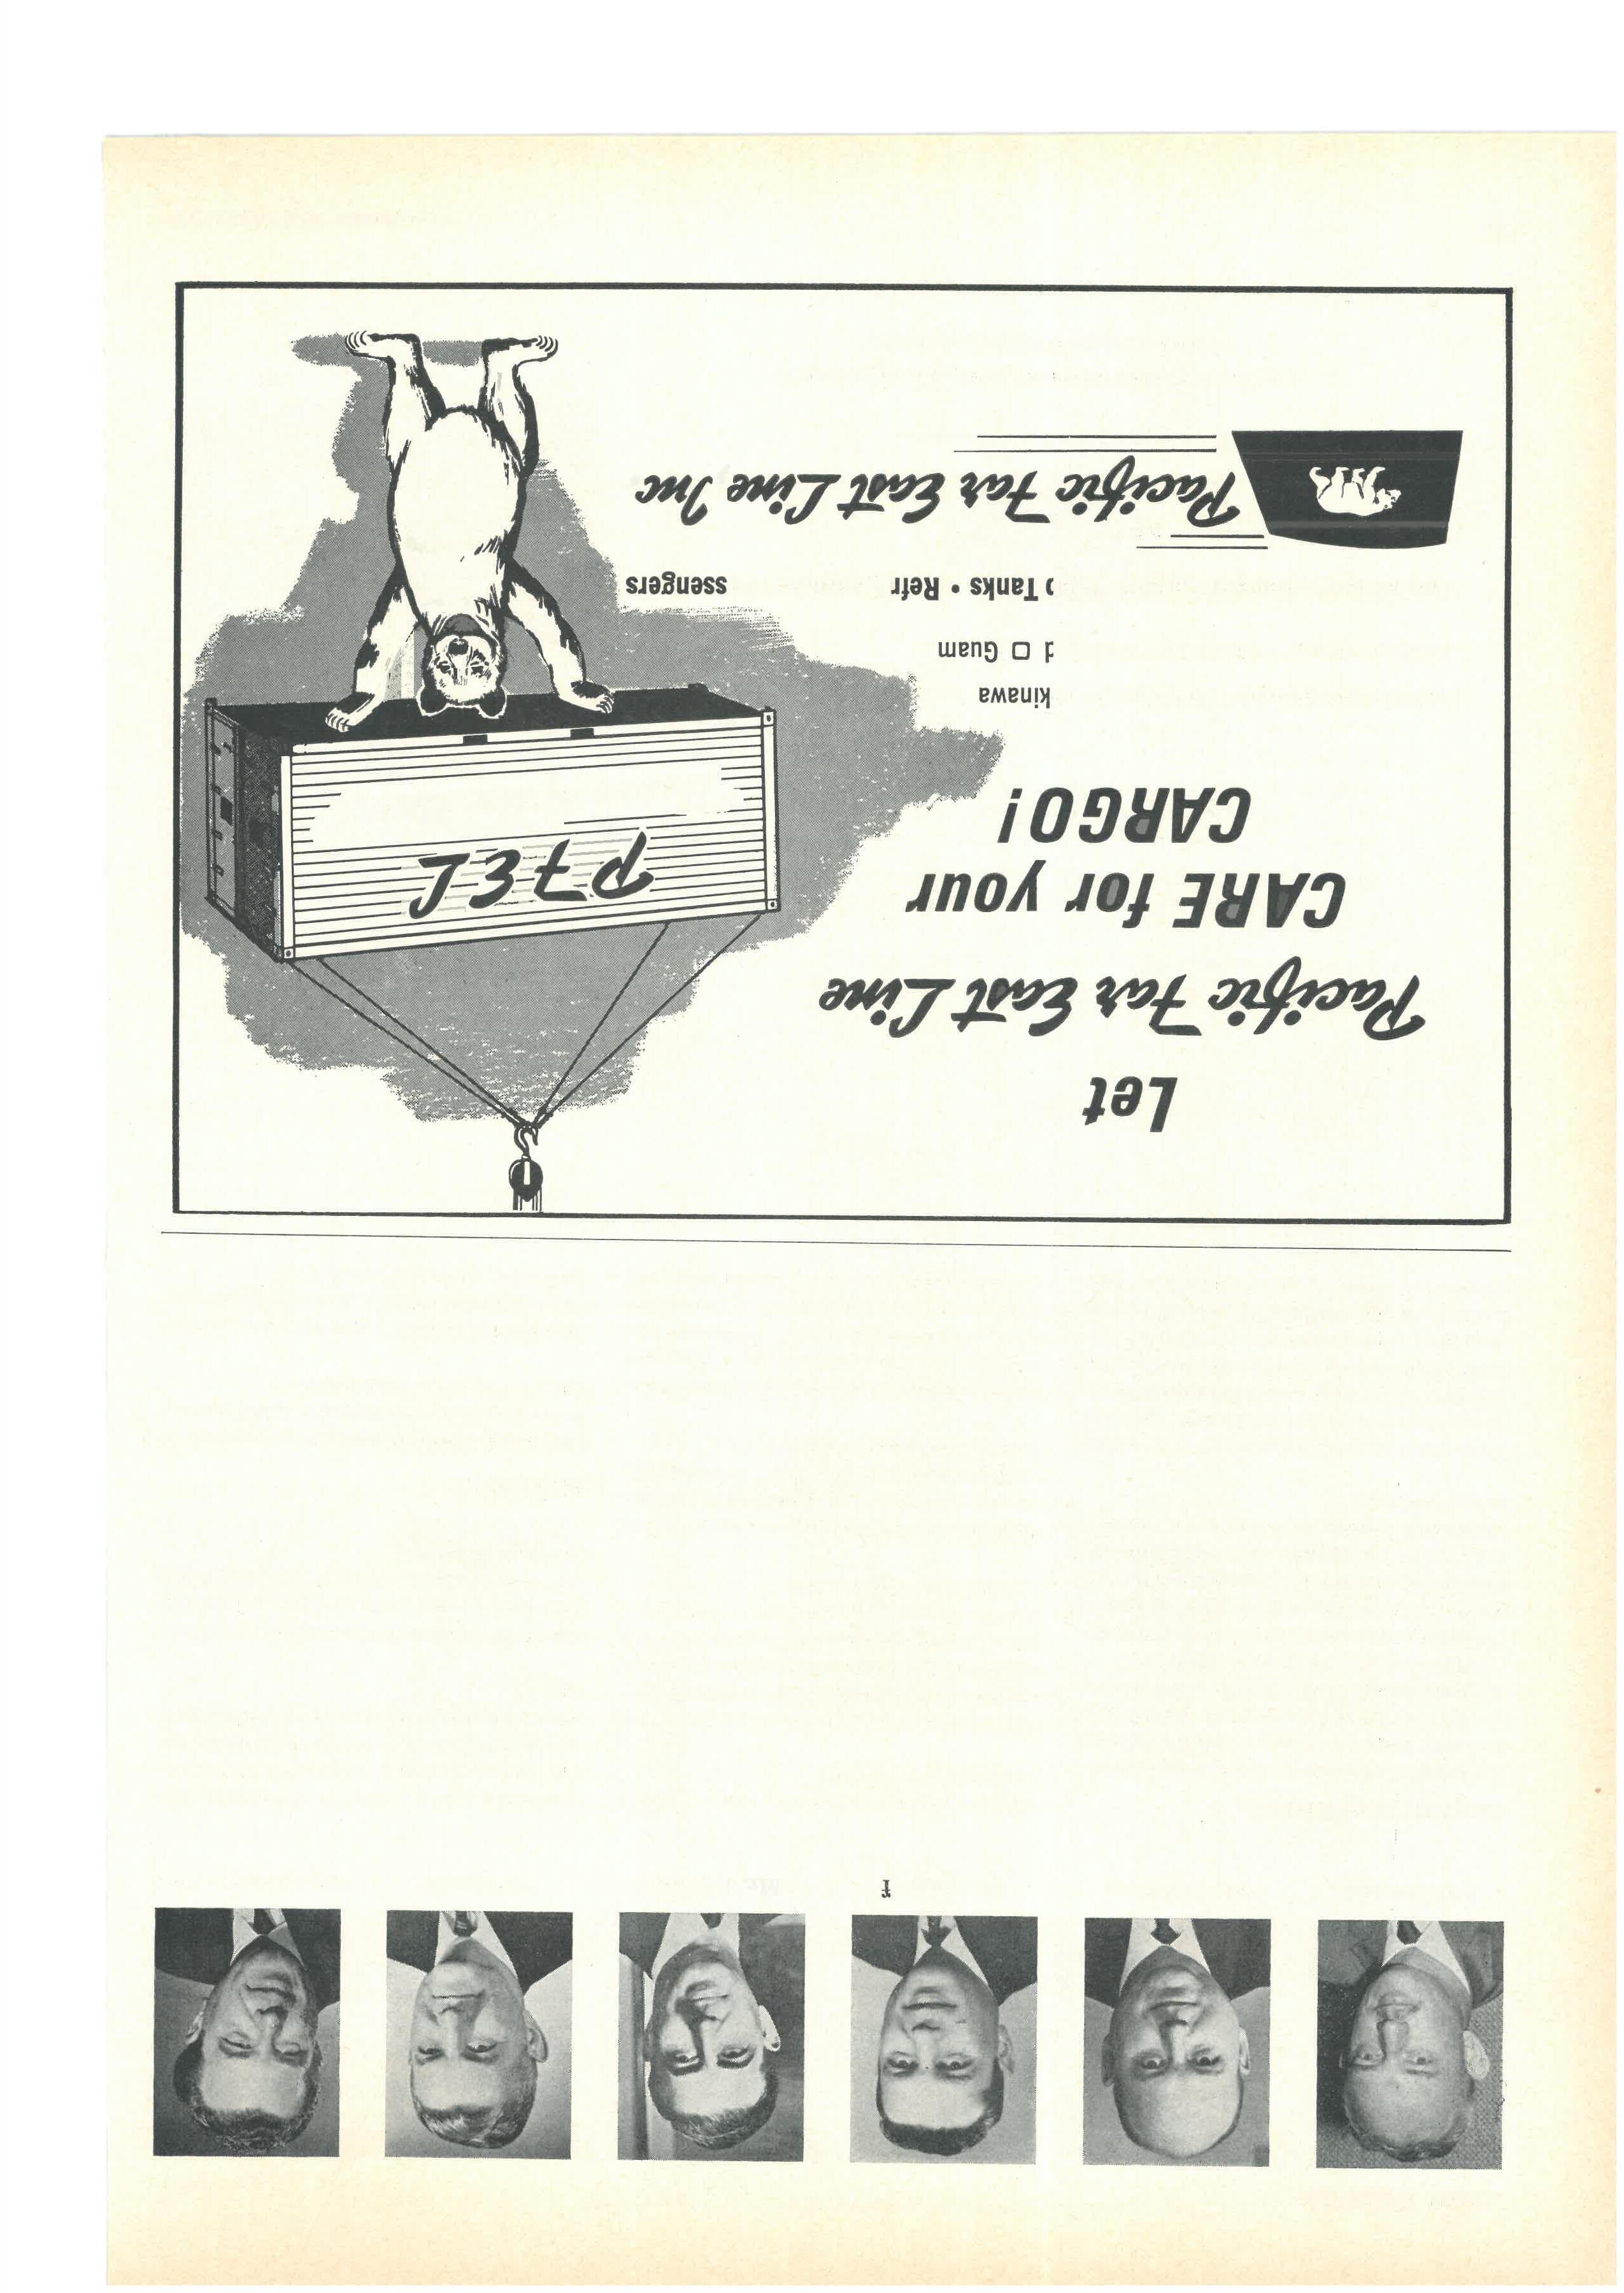 r
Let
Pacific Far East Line
CARE for your
CARGO!
PFEL
kinawa
d □ Guam
Tanks • Refr ssengers
Pacific Far East Line Inc